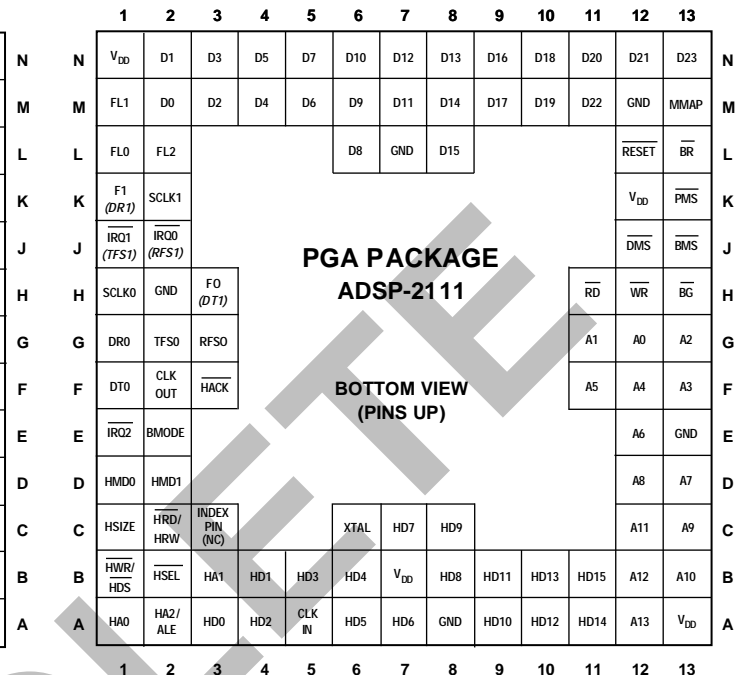 1 2 3 4 5 6 7 8 9 10 11 12 13
N N V_DD D1 D3 D5 D7 D10 D12 D13 D16 D18 D20 D21 D23 N
M M FL1 D0 D2 D4 D6 D9 D11 D14 D17 D19 D22 GND MMAP M
L L FL0 FL2 D8 GND D15 RESET BR L
K K F1 (DR1) SCLK1 V_DD PMS K
J J IRQ1 (TFS1) IRQ0 (RFS1) DMS BMS J
PGA PACKAGE
H H SCLK0 GND FO (DT1) RD WR BG H
ADSP-2111
G G DR0 TFS0 RFSO A1 A0 A2 G
F F DT0 CLK OUT HACK A5 A4 A3 F
BOTTOM VIEW
(PINS UP)
E E IRQ2 BMODE A6 GND E
D D HMD0 HMD1 A8 A7 D
C C HSIZE HRD/ HRW INDEX PIN (NC) XTAL HD7 HD9 A11 A9 C
B B HWR/ HDS HSEL HA1 HD1 HD3 HD4 V_DD HD8 HD11 HD13 HD15 A12 A10 B
A A HA0 HA2/ ALE HD0 HD2 CLK IN HD5 HD6 GND HD10 HD12 HD14 A13 V_DD A
1 2 3 4 5 6 7 8 9 10 11 12 13